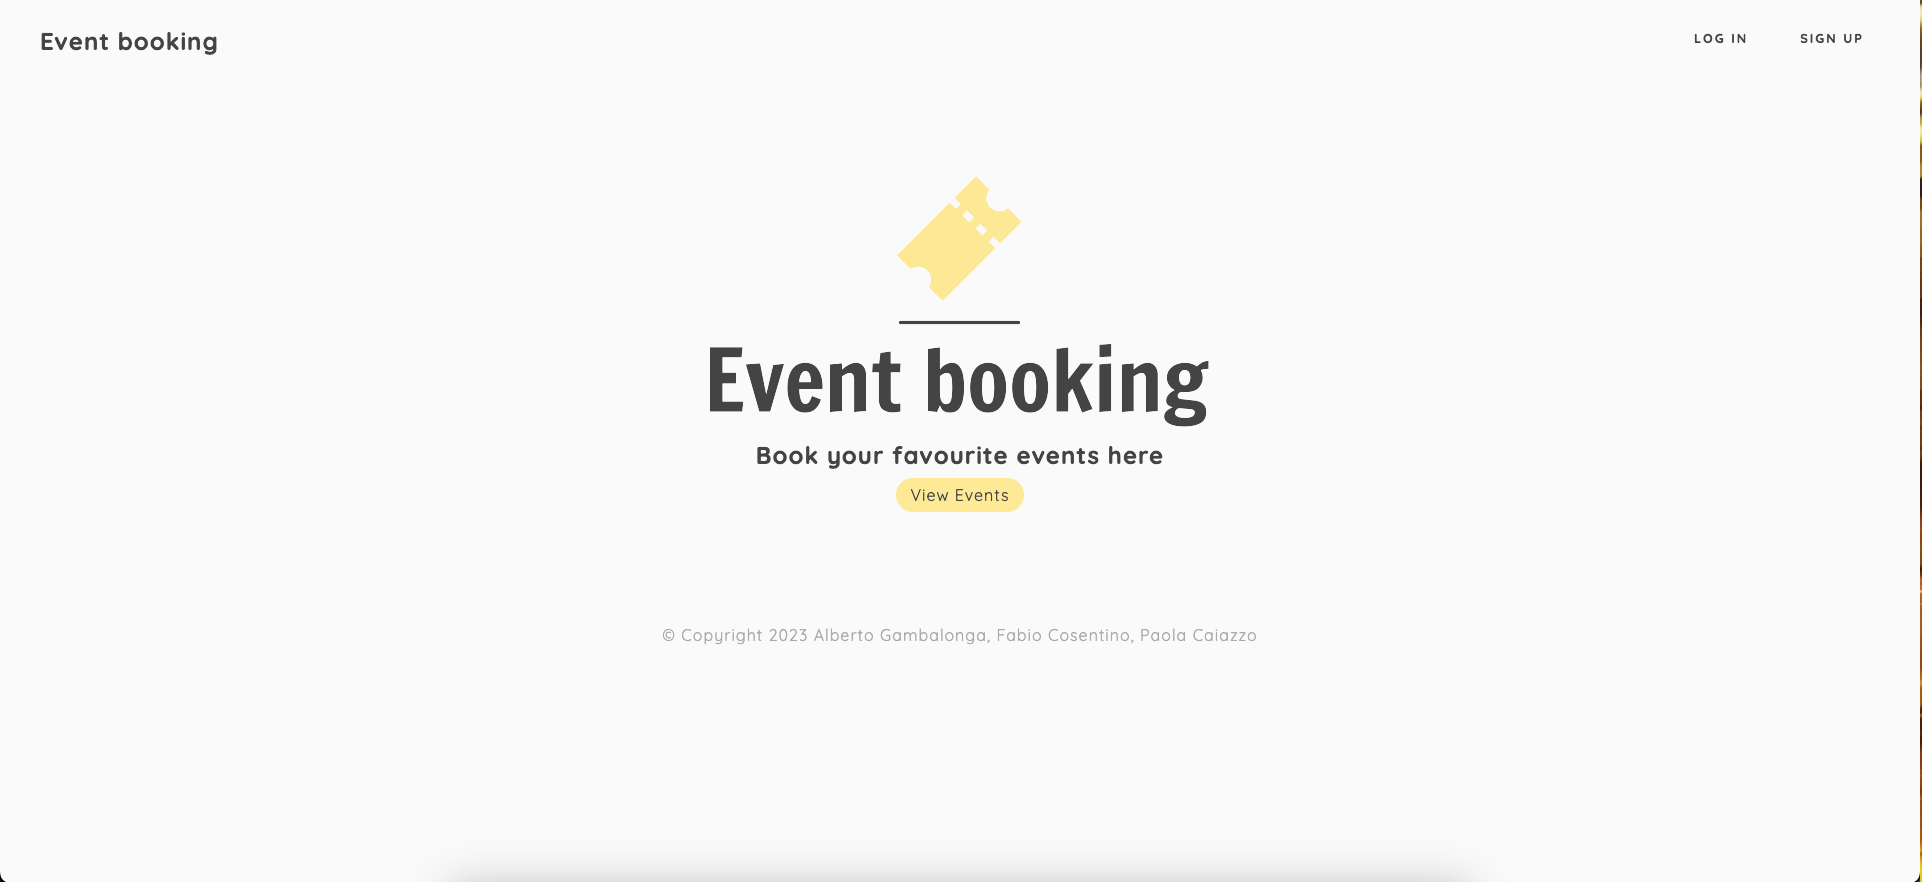 Event booking
LOG IN
SIGN UP
Event booking
Book your favourite events here
View Events
© Copyright 2023 Alberto Gambalonga, Fabio Cosentino, Paola Caiazzo